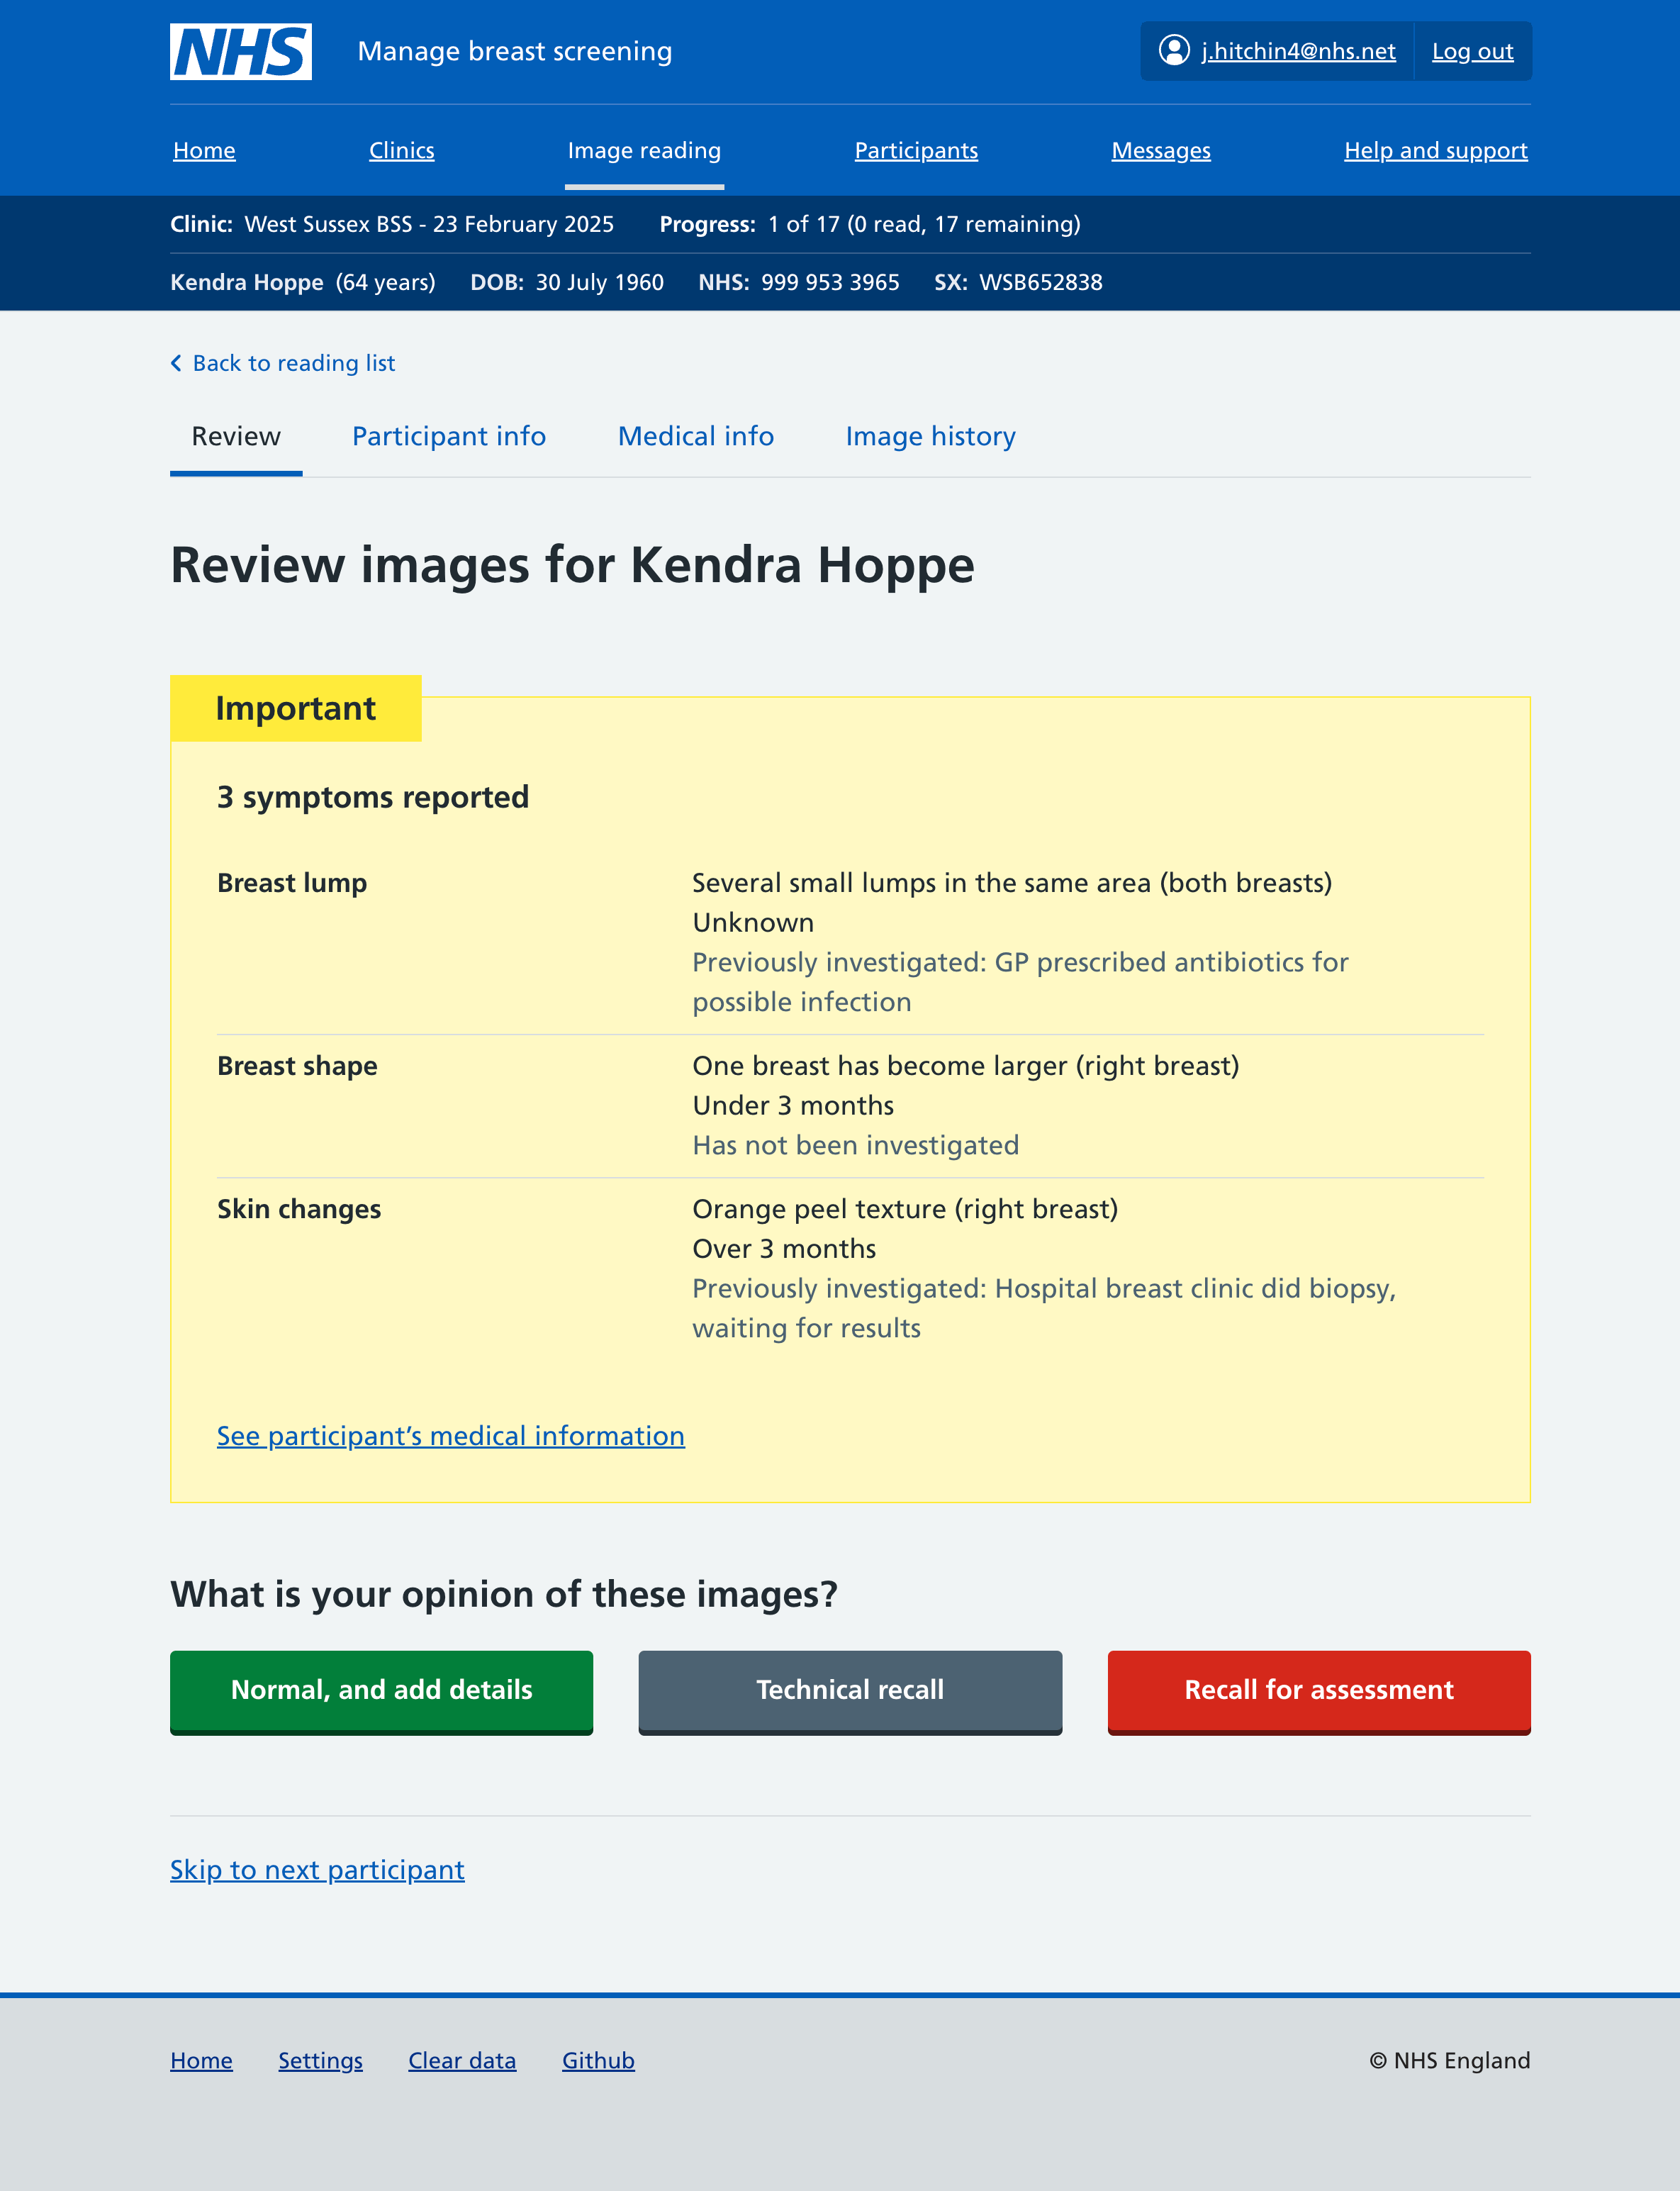 NHS Manage breast screening j.hitchin4@nhs.net Log out
Home Clinics Image reading Participants Messages Help and support
Clinic: West Sussex BSS - 23 February 2025 Progress: 1 of 17 (0 read, 17 remaining)
Kendra Hoppe (64 years) DOB: 30 July 1960 NHS: 999 953 3965 SX: WSB652838
Back to reading list
Review Participant info Medical info Image history
Review images for Kendra Hoppe
Important
3 symptoms reported
Breast lump Several small lumps in the same area (both breasts)
Unknown
Previously investigated: GP prescribed antibiotics for
possible infection
Breast shape One breast has become larger (right breast)
Under 3 months
Has not been investigated
Skin changes Orange peel texture (right breast)
Over 3 months
Previously investigated: Hospital breast clinic did biopsy,
waiting for results
See participant’s medical information
What is your opinion of these images?
Normal, and add details Technical recall Recall for assessment
Skip to next participant
Home Settings Clear data Github © NHS England